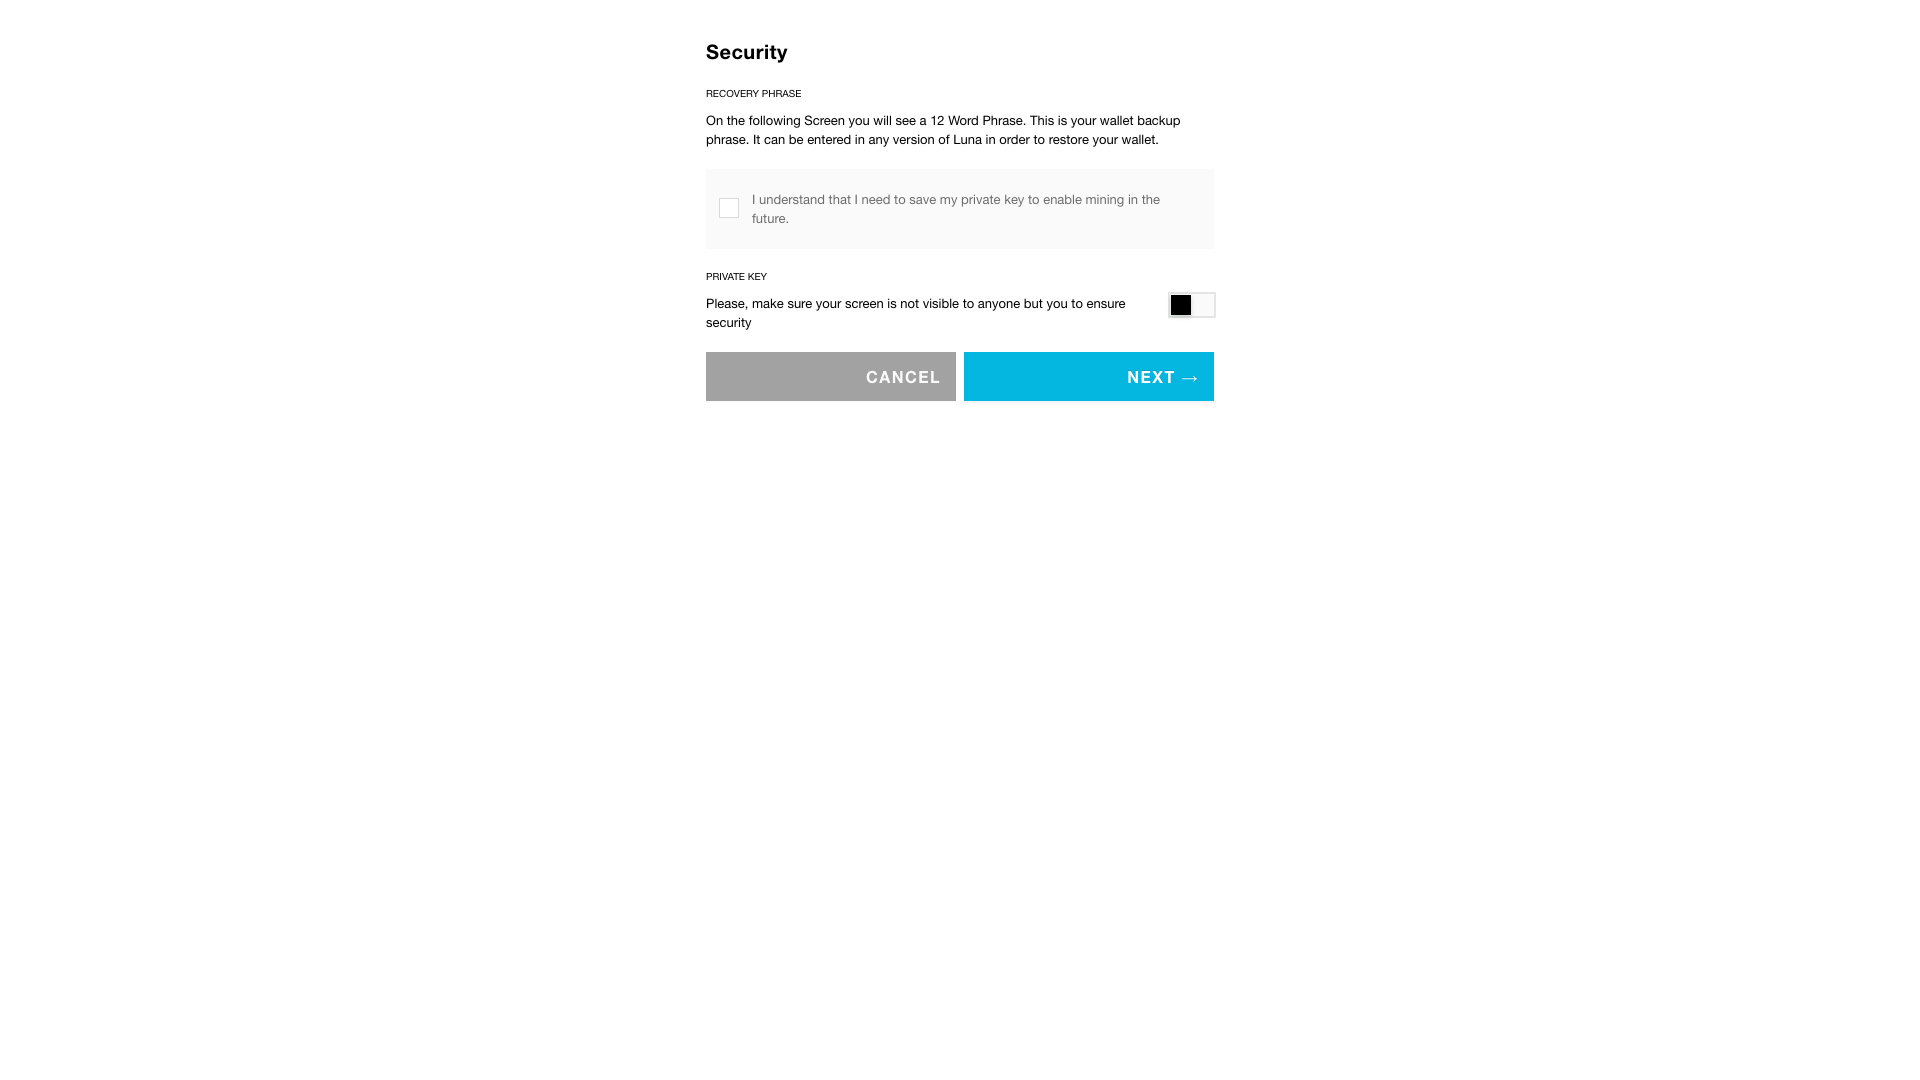 Security
RECOVERY PHRASE
On the following Screen you will see a 12 Word Phrase. This is your wallet backup
phrase. It can be entered in any version of Luna in order to restore your wallet.
I understand that I need to save my private key to enable mining in the
future.
PRIVATE KEY
Please, make sure your screen is not visible to anyone but you to ensure
security
CANCEL
NEXT →